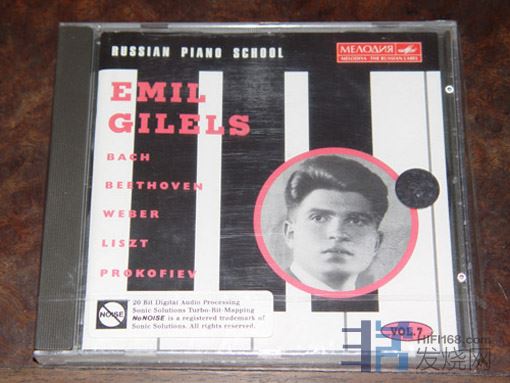 RUSSIAN PIANO SCHOOL
МЕЛОДИЯ
MELODIYA THE RUSSIAN LABEL
EMIL
GILELS
BACH
BEETHOVEN
WEBER
LISZT
PROKOFIEV
NOISE
20 Bit Digital Audio Processing
Sonic Solutions Turbo-Bit-Mapping
NoNOISE is a registered trademark of
Sonic Solutions. All rights reserved.
VOL.7
HIFI168.com
发烧网